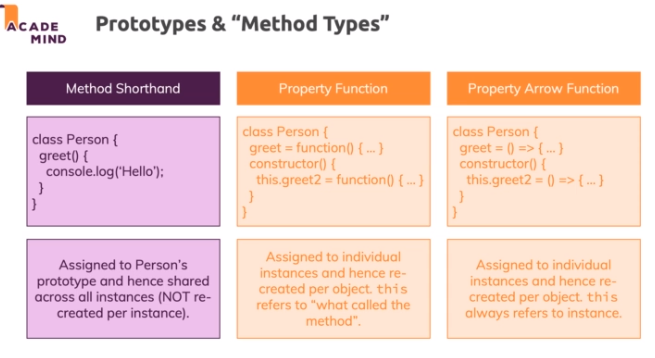 ACADE
MIND
Prototypes & “Method Types”
Method Shorthand
class Person {
greet() {
console.log(‘Hello’);
}
}
Assigned to Person’s
prototype and hence shared
across all instances (NOT re-
created per instance).
Property Function
class Person {
greet = function() { ... }
constructor() {
this.greet2 = function() { ... }
}
}
Assigned to individual
instances and hence re-
created per object. this
refers to “what called the
method”.
Property Arrow Function
class Person {
greet = () => { ... }
constructor() {
this.greet2 = () => { ... }
}
}
Assigned to individual
instances and hence re-
created per object. this
always refers to instance.